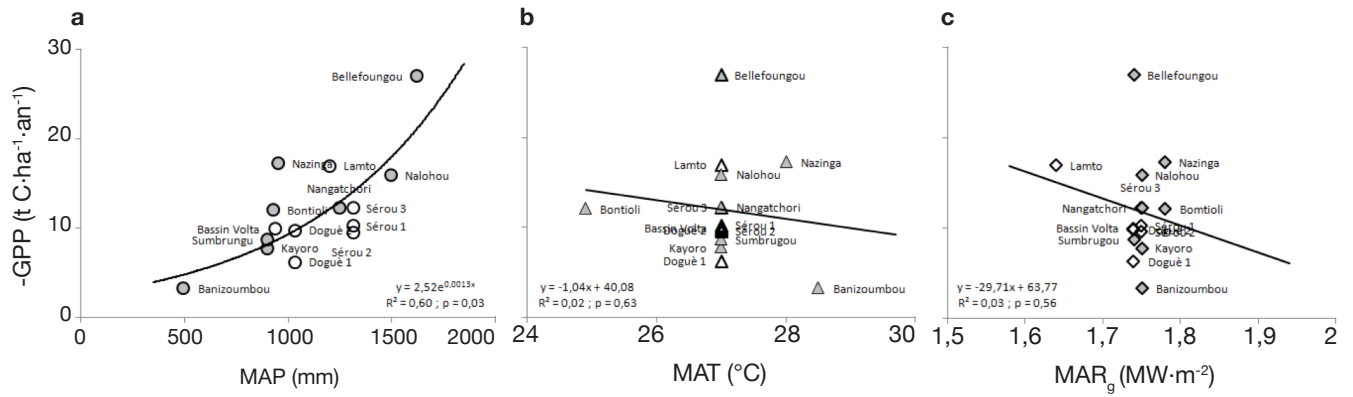 a
b
c
-GPP (t C·ha⁻¹·an⁻¹)
30
20
10
0
Bellefoungou
Nazinga
Lamto
Nalohou
Nangatchori
Bontioli
Sérou 3
Bassin Volta
Doguè 2
Sérou 1
Sumbrungu
Kayoro
Sérou 2
Doguè 1
Banizoumbou
y = 2,52e^0,0013x
R² = 0,60 ; p = 0,03
0 500 1000 1500 2000
MAP (mm)
Bellefoungou
Lamto
Nazinga
Nalohou
Bontioli
Sérou 3
Nangatchori
Bassin Volta
Sérou 1
Doguè 2
Sérou 2
Sumbrugou
Kayoro
Doguè 1
Banizoumbou
y = -1,04x + 40,08
R² = 0,02 ; p = 0,63
24 26 28 30
MAT (°C)
Bellefoungou
Lamto
Nazinga
Nalohou
Sérou 3
Nangatchori
Bomtioli
Bassin Volta
Sumbrugou
Kayoro
Doguè 1
Banizoumbou
y = -29,71x + 63,77
R² = 0,03 ; p = 0,56
1,5 1,6 1,7 1,8 1,9 2
MARg (MW·m⁻²)